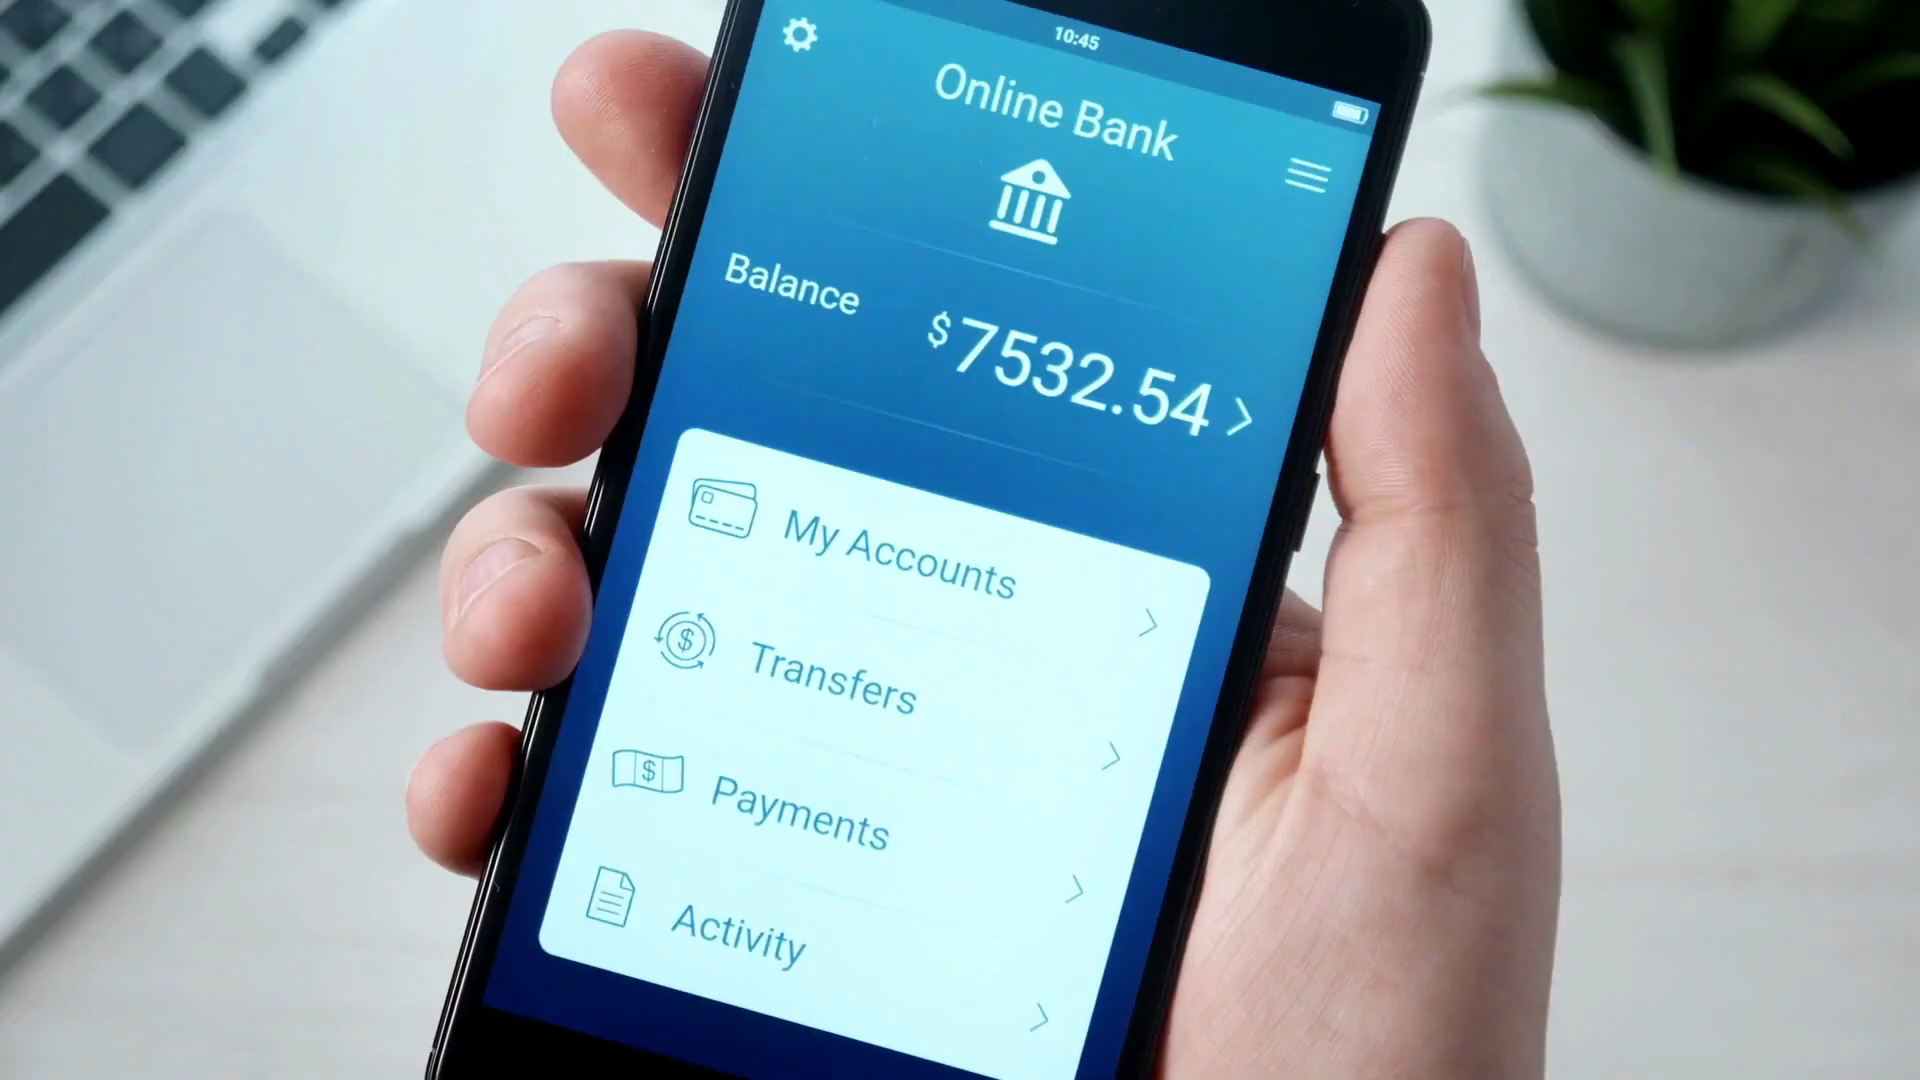 10:45
Online Bank
Balance
$7532.54
My Accounts
$
Transfers
$
Payments
Activity